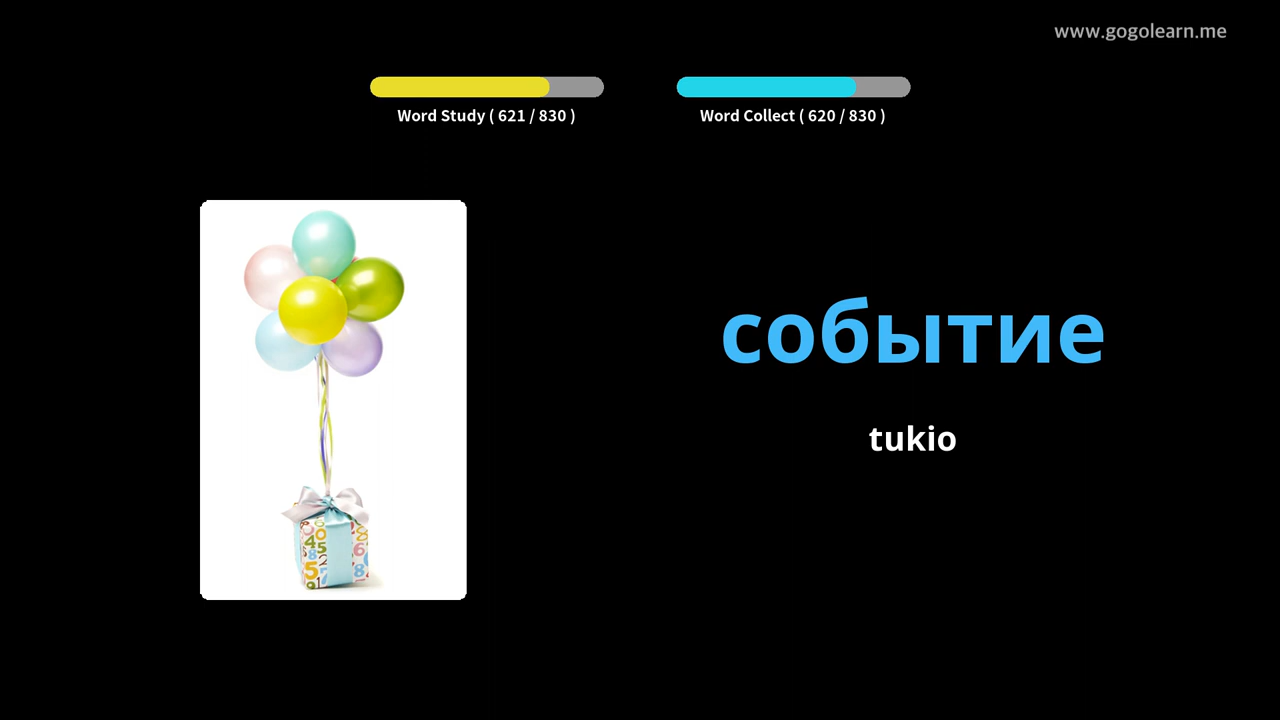 www.gogolearn.me
Word Study ( 621 / 830 )
Word Collect ( 620 / 830 )
событие
tukio